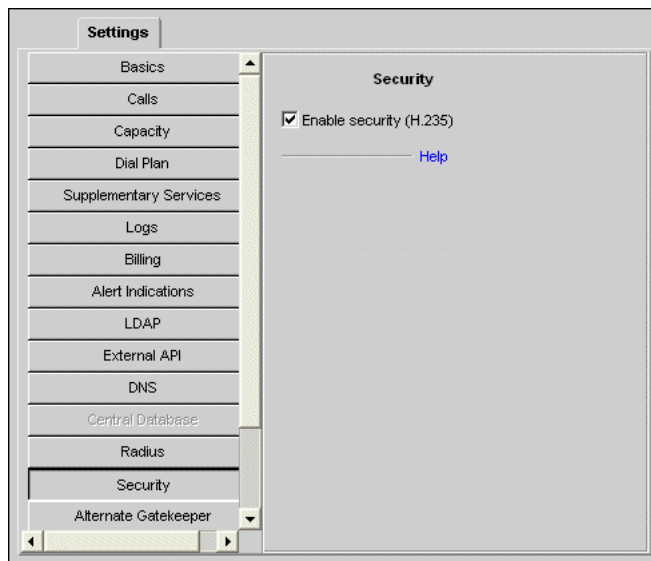 Settings
Basics
Calls
Capacity
Dial Plan
Supplementary Services
Logs
Billing
Alert Indications
LDAP
External API
DNS
Central Database
Radius
Security
Alternate Gatekeeper
Security
Enable security (H.235)
Help